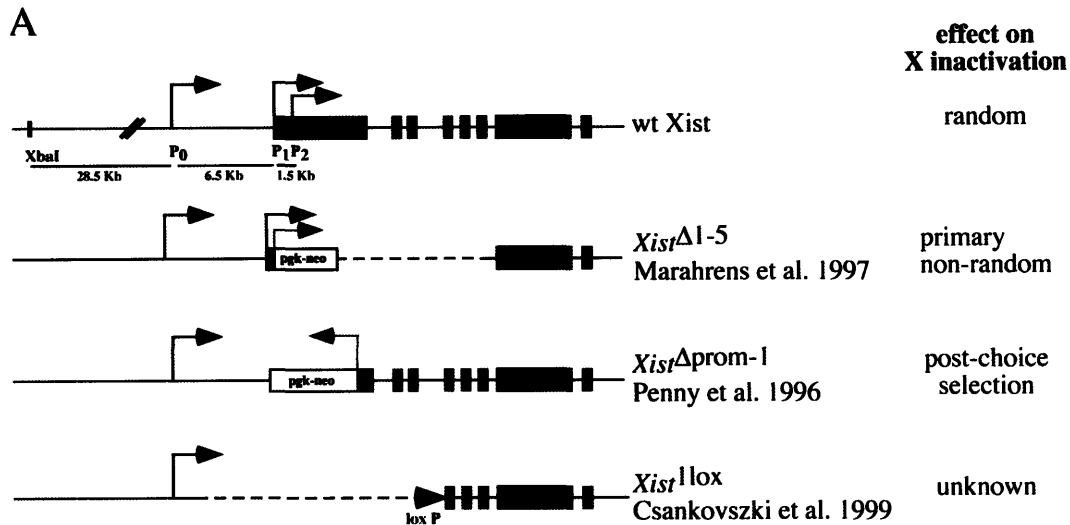 A
effect on
X inactivation
wt Xist
random
XbaI
P0
P1P2
28.5 Kb
6.5 Kb
1.5 Kb
pgk-neo
XistΔ1-5
Marahrens et al. 1997
primary
non-random
pgk-neo
XistΔprom-1
Penny et al. 1996
post-choice
selection
lox P
Xist1lox
Csankovszki et al. 1999
unknown